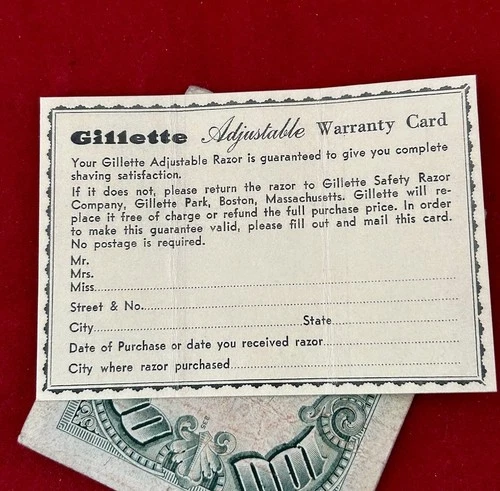 Gillette Adjustable Warranty Card
Your Gillette Adjustable Razor is guaranteed to give you complete
shaving satisfaction.
If it does not, please return the razor to Gillette Safety Razor
Company, Gillette Park, Boston, Massachusetts. Gillette will re-
place it free of charge or refund the full purchase price. In order
to make this guarantee valid, please fill out and mail this card.
No postage is required.
Mr.
Mrs.
Miss
Street & No.
City State
Date of Purchase or date you received razor
City where razor purchased
SEE